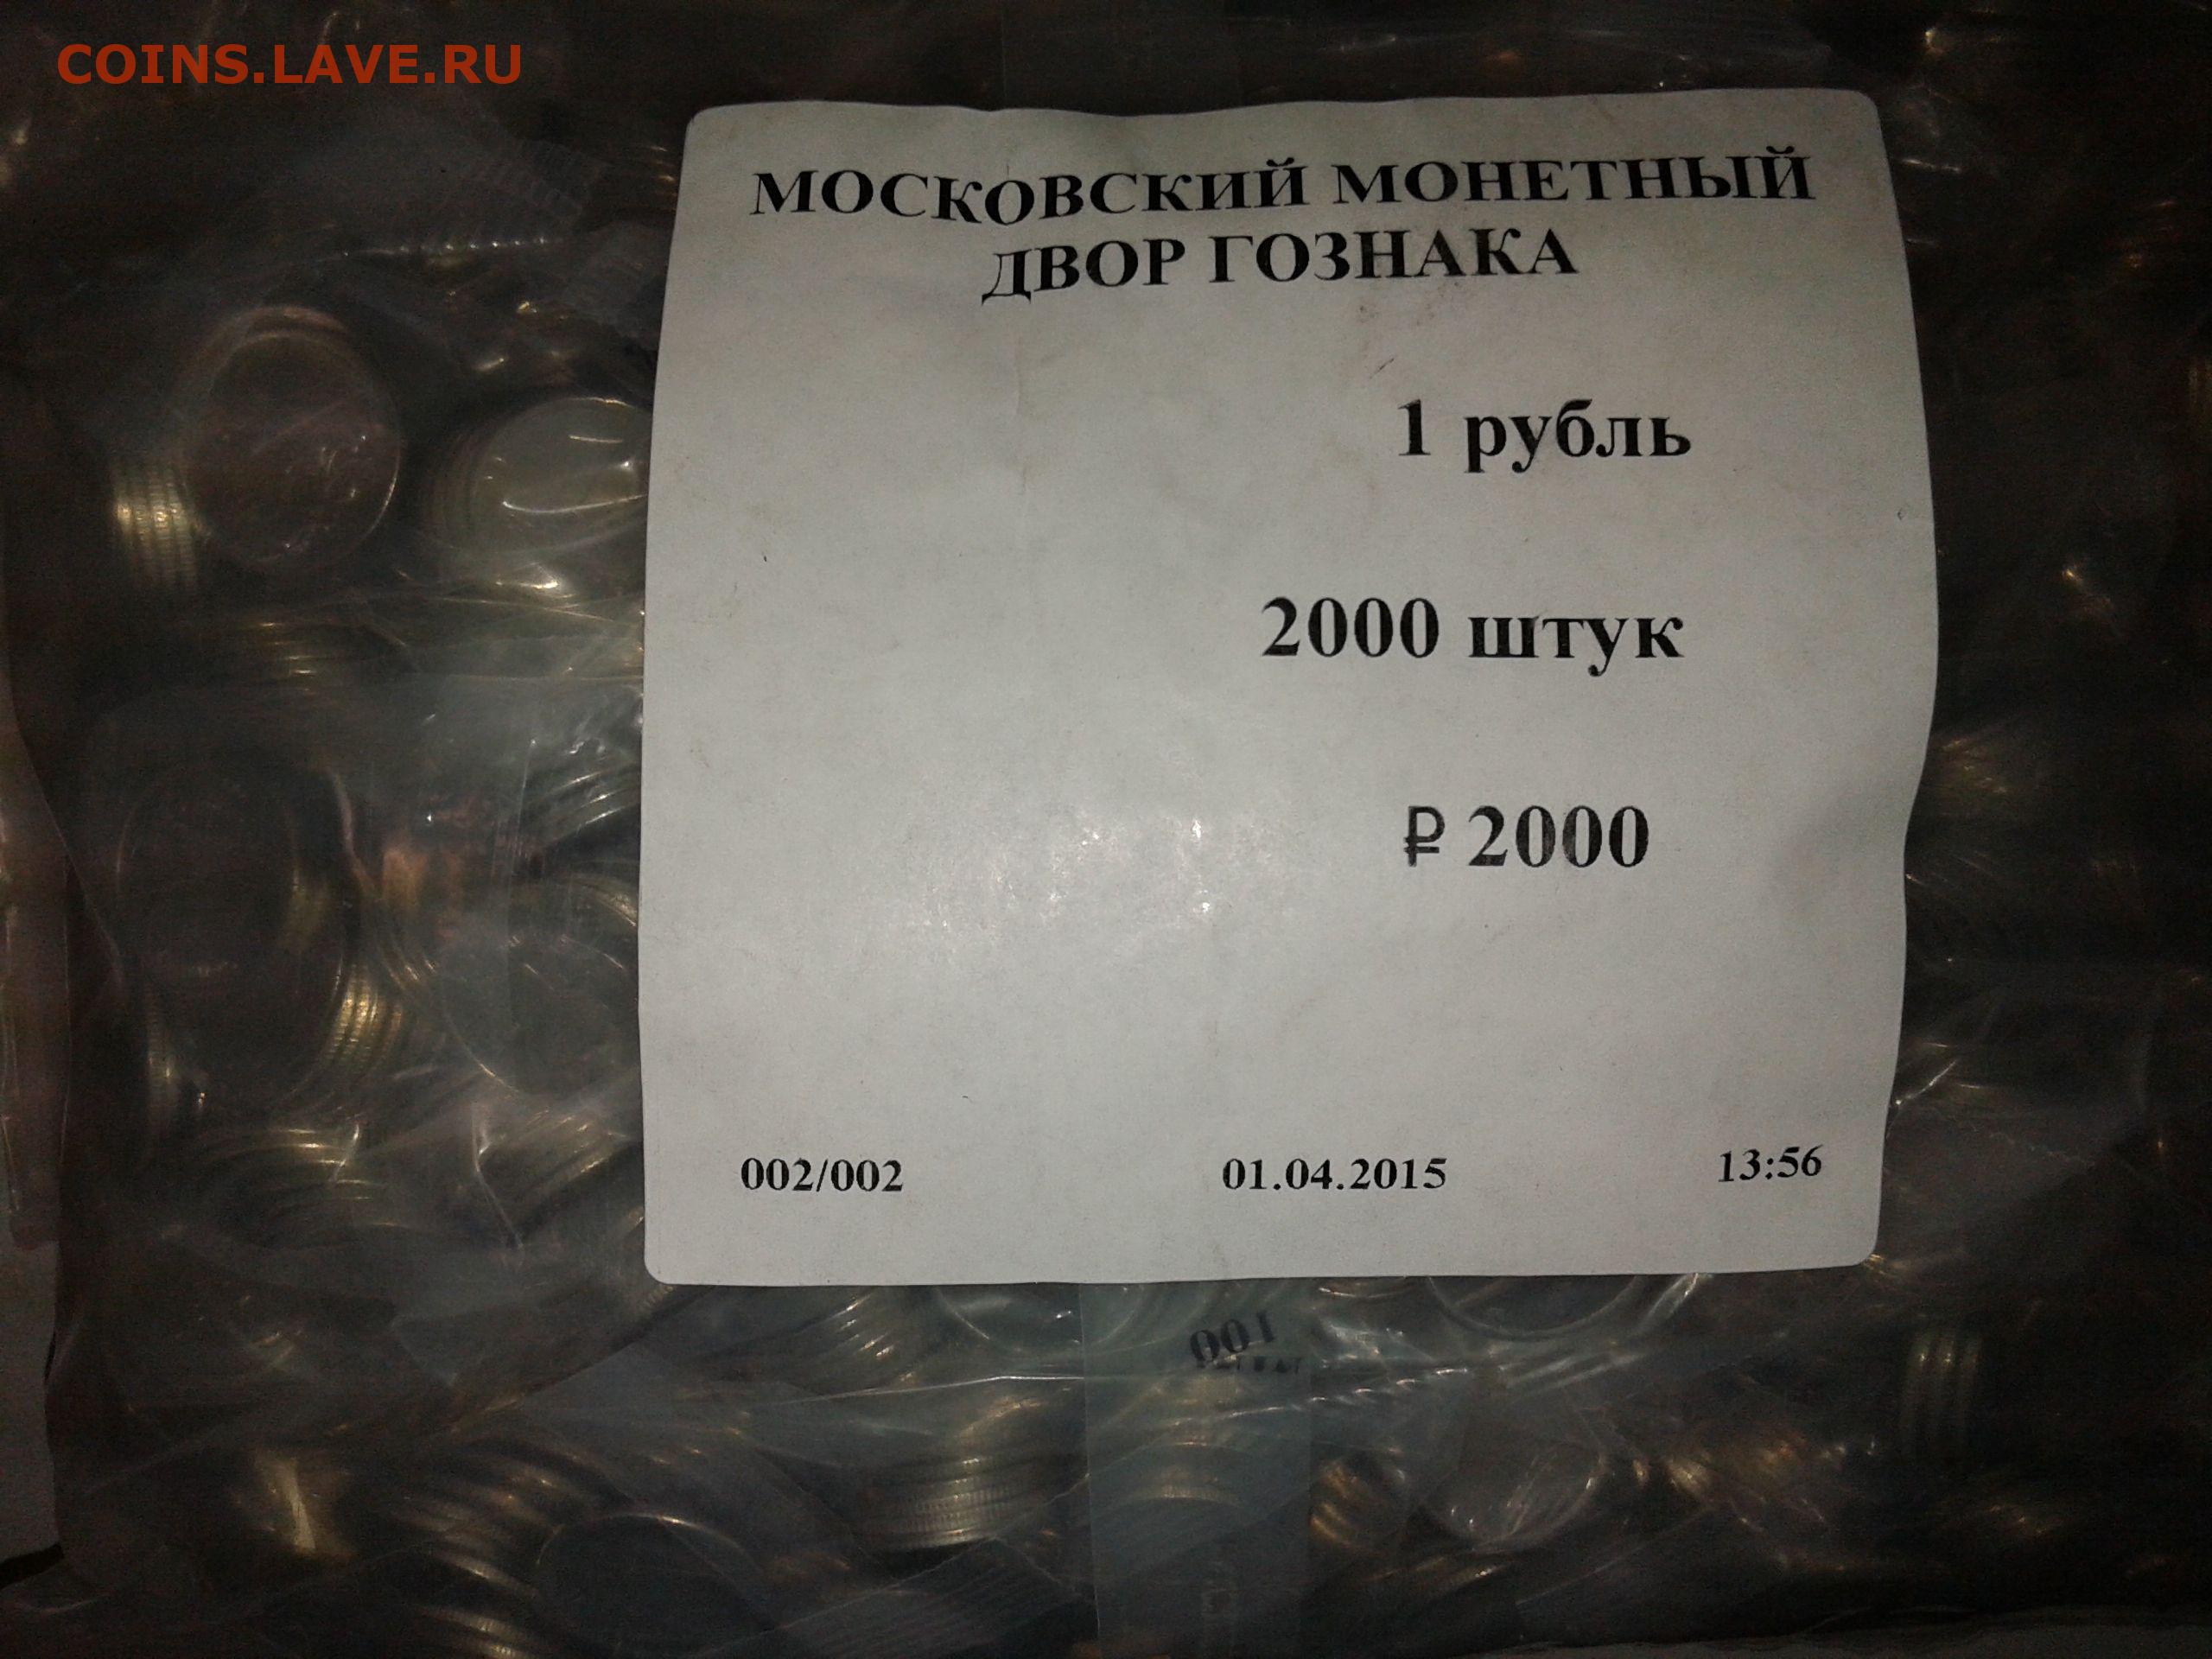 COINS.LAVE.RU
МОСКОВСКИЙ МОНЕТНЫЙ
ДВОР ГОЗНАКА
1 рубль
2000 штук
₽ 2000
002/002 01.04.2015 13:56
001